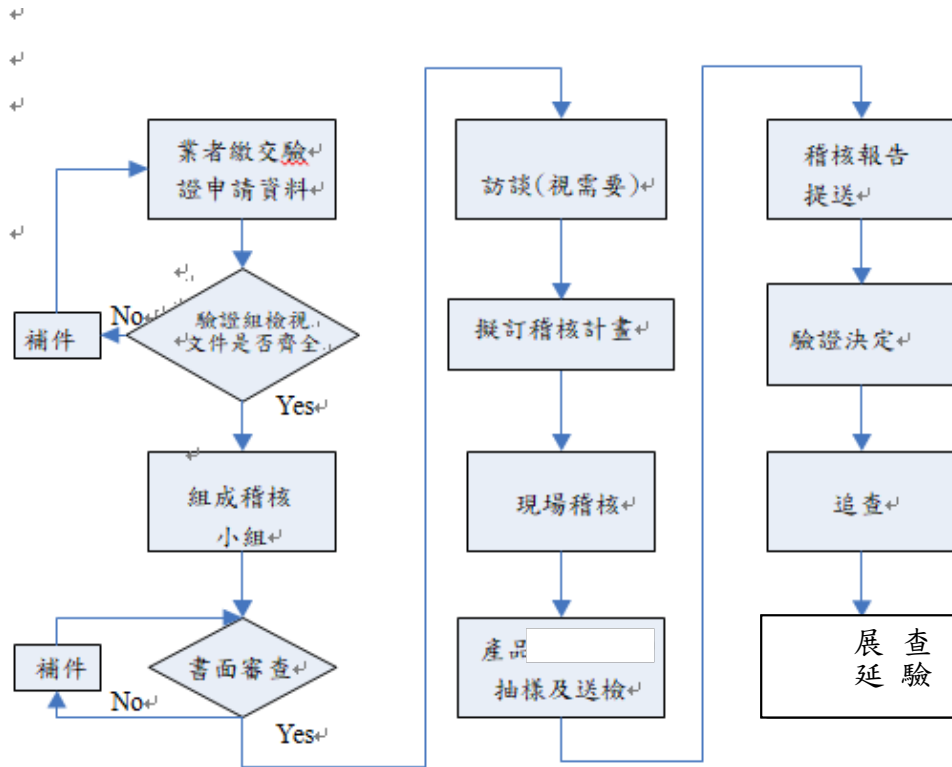 業者繳交驗
證申請資料
驗證組檢視
文件是否齊全
No
補件
Yes
組成稽核
小組
書面審查
補件
No
Yes
訪談(視需要)
擬訂稽核計畫
現場稽核
產品
抽樣及送檢
稽核報告
提送
驗證決定
追查
展 查
延 驗